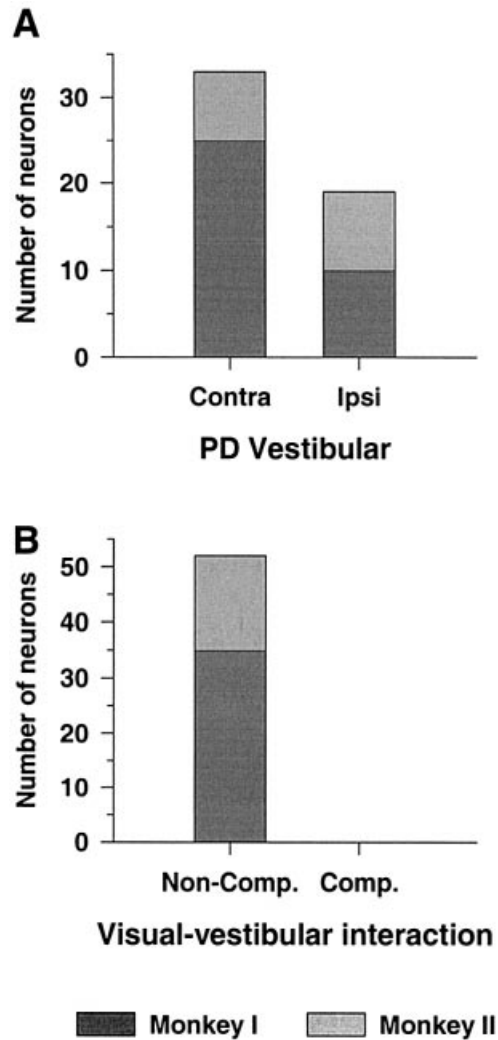 A
Number of neurons
30
20
10
0
Contra Ipsi
PD Vestibular
B
Number of neurons
50
40
30
20
10
0
Non-Comp. Comp.
Visual-vestibular interaction
Monkey I Monkey II